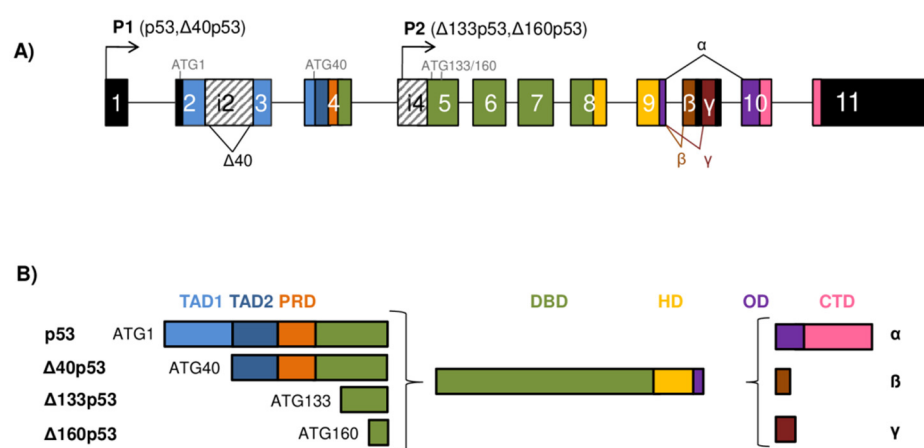 A)
P1 (p53,Δ40p53)
P2 (Δ133p53,Δ160p53)
α
ATG1
ATG40
ATG133/160
1 2 i2 3 4 i4 5 6 7 8 9 β γ 10 11
Δ40
β γ
B)
TAD1 TAD2 PRD DBD HD OD CTD
p53 ATG1 α
Δ40p53 ATG40 β
Δ133p53 ATG133
Δ160p53 ATG160 γ